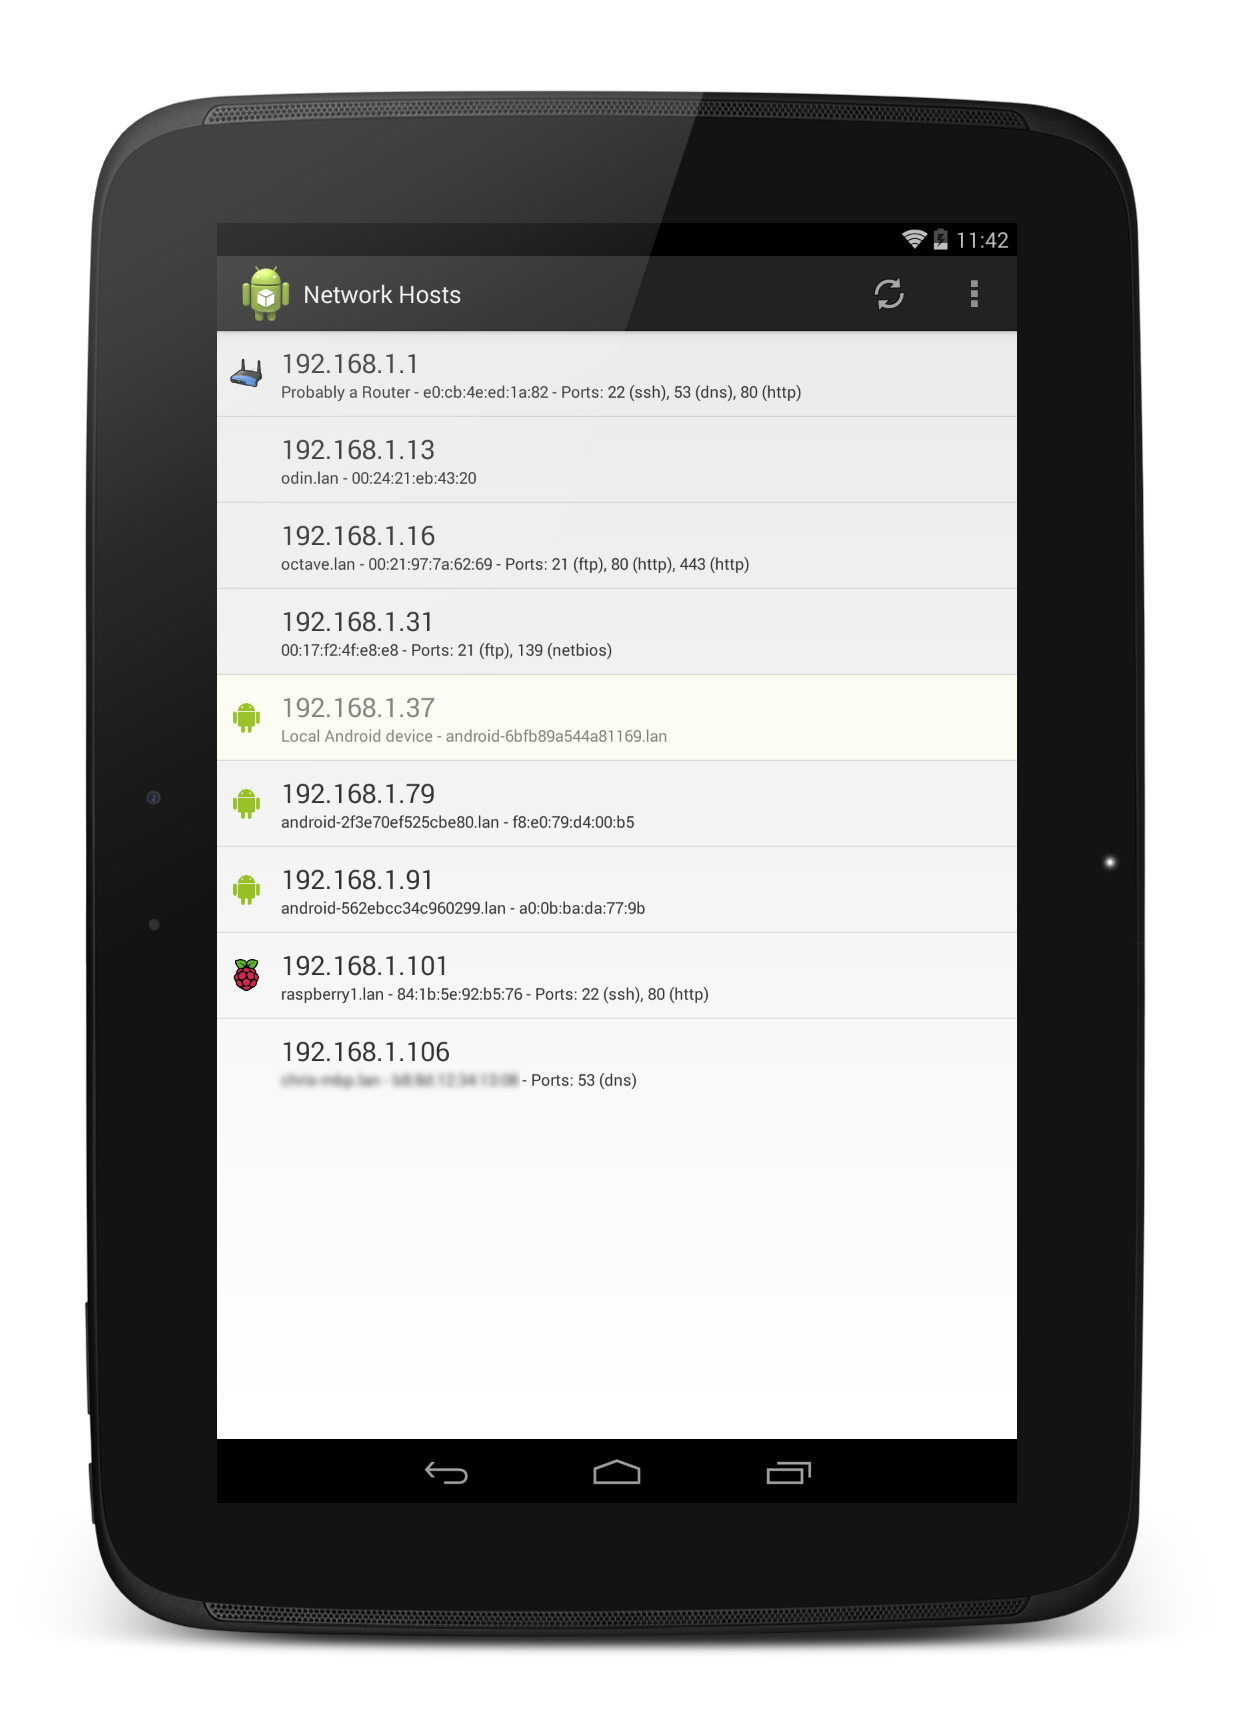 11:42
Network Hosts
192.168.1.1
Probably a Router - e0:cb:4e:ed:1a:82 - Ports: 22 (ssh), 53 (dns), 80 (http)
192.168.1.13
odin.lan - 00:24:21:eb:43:20
192.168.1.16
octave.lan - 00:21:97:7a:62:69 - Ports: 21 (ftp), 80 (http), 443 (http)
192.168.1.31
00:17:f2:4f:e8:e8 - Ports: 21 (ftp), 139 (netbios)
192.168.1.37
Local Android device - android-6bfb89a544a81169.lan
192.168.1.79
android-2f3e70ef525cbe80.lan - f8:e0:79:d4:00:b5
192.168.1.91
android-562ebcc34c960299.lan - a0:0b:ba:da:77:9b
192.168.1.101
raspberry1.lan - 84:1b:5e:92:b5:76 - Ports: 22 (ssh), 80 (http)
192.168.1.106
- Ports: 53 (dns)